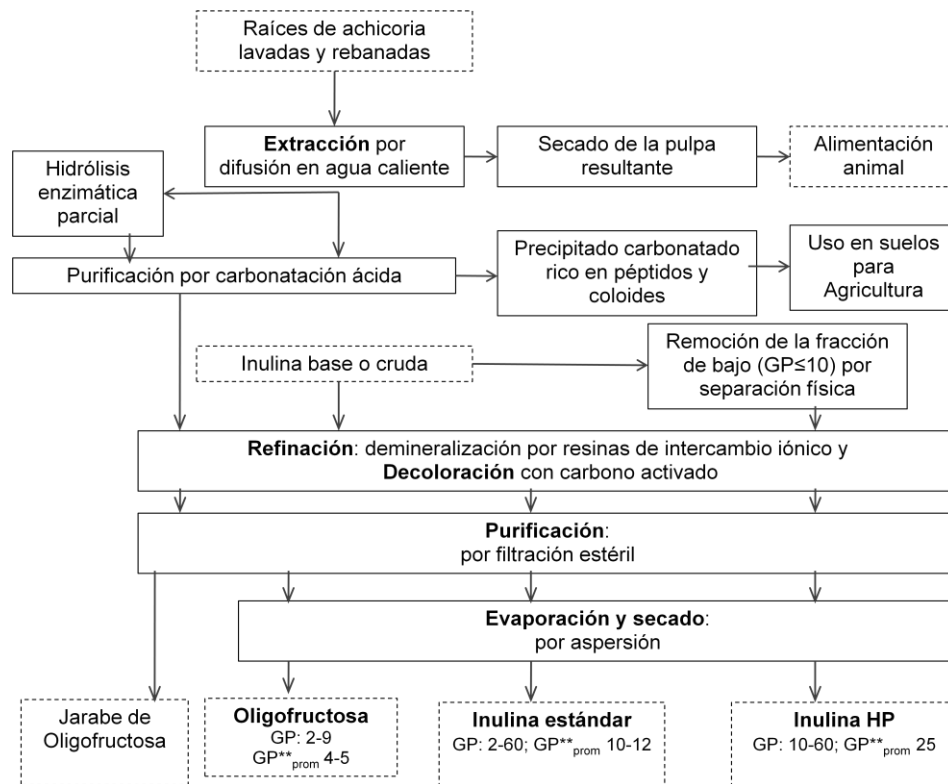 Raíces de achicoria
lavadas y rebanadas
Extracción por
difusión en agua caliente
Secado de la pulpa
resultante
Alimentación
animal
Hidrólisis
enzimática
parcial
Purificación por carbonatación ácida
Precipitado carbonatado
rico en péptidos y
coloides
Uso en suelos
para
Agricultura
Inulina base o cruda
Remoción de la fracción
de bajo (GP≤10) por
separación física
Refinación: demineralización por resinas de intercambio iónico y
Decoloración con carbono activado
Purificación:
por filtración estéril
Evaporación y secado:
por aspersión
Jarabe de
Oligofructosa
Oligofructosa
GP: 2-9
GP**prom 4-5
Inulina estándar
GP: 2-60; GP**prom 10-12
Inulina HP
GP: 10-60; GP**prom 25